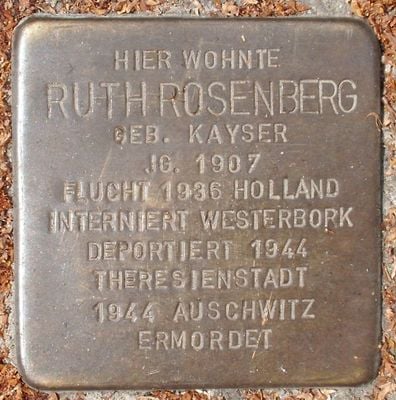 HIER WOHNTE
RUTH ROSENBERG
GEB. KAYSER
JG. 1907
FLUCHT 1936 HOLLAND
INTERNIERT WESTERBORK
DEPORTIERT 1944
THERESIENSTADT
1944 AUSCHWITZ
ERMORDET